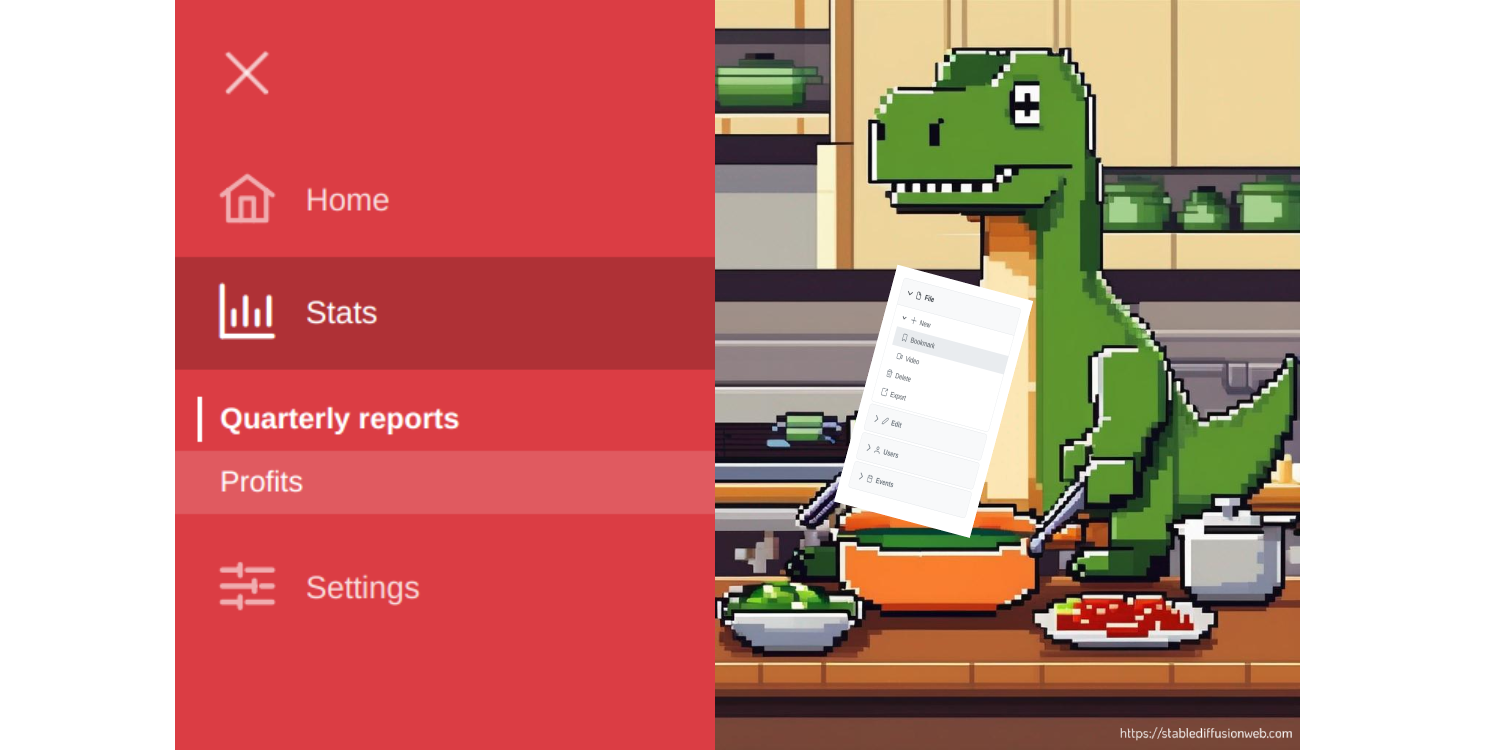 Home
Stats
Quarterly reports
Profits
Settings
File
New
Bookmark
Video
Delete
Export
Edit
Users
Events
https://stablediffusionweb.com